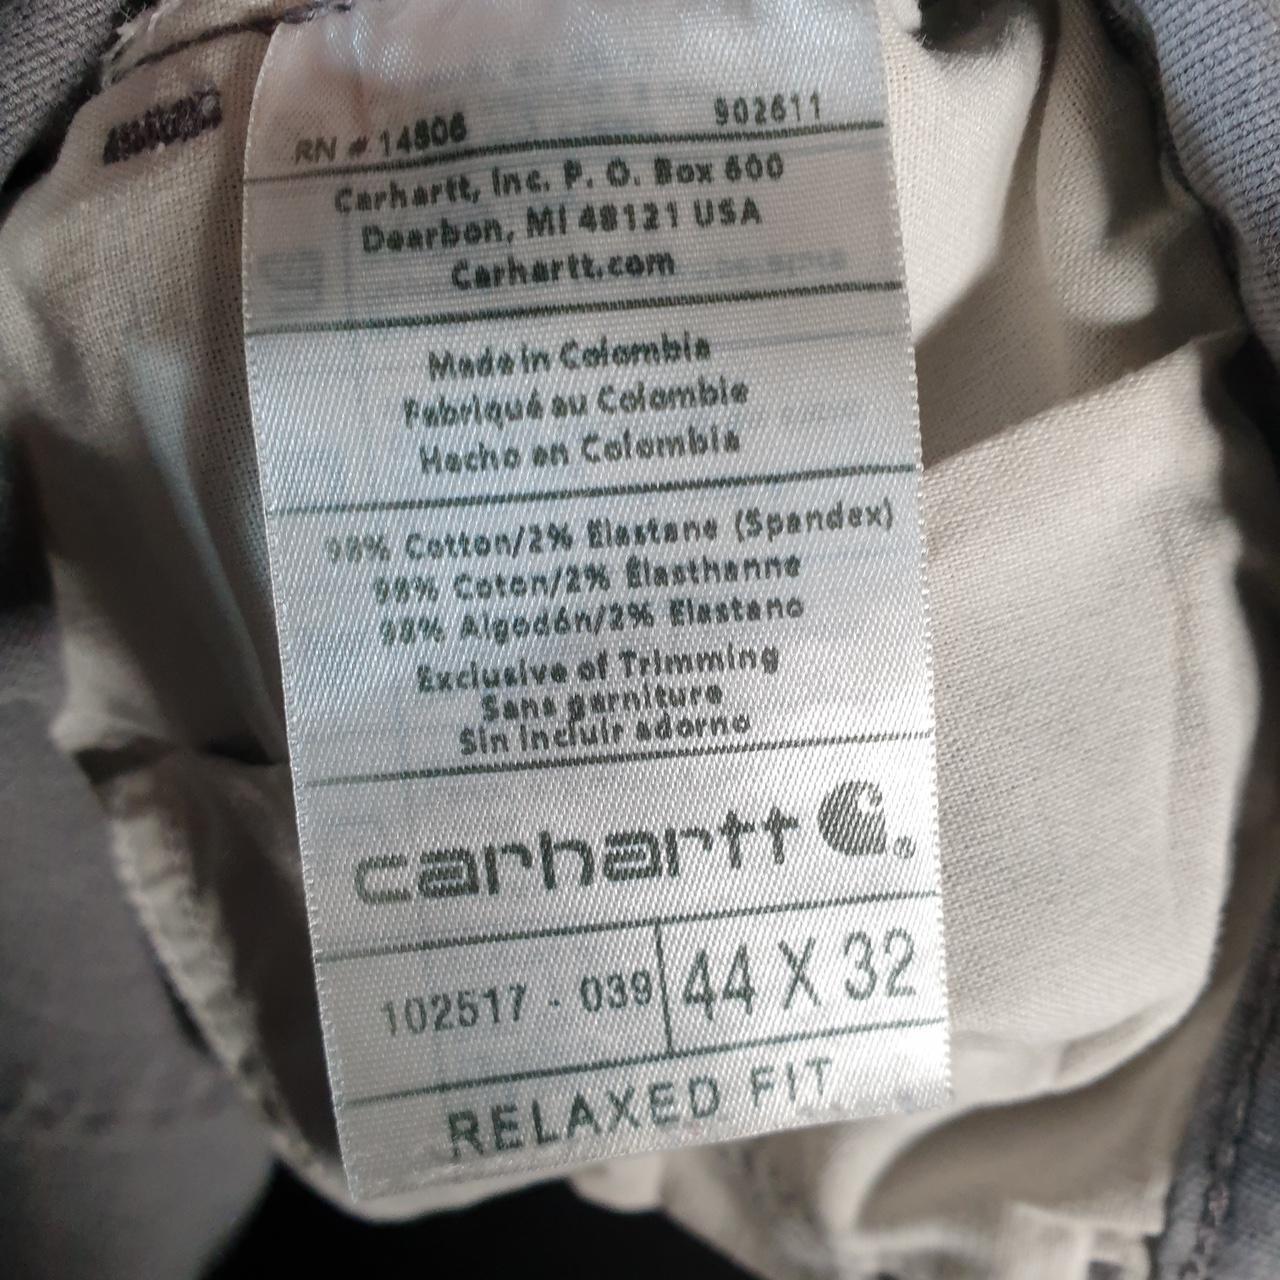 RN # 14806 902611
Carhartt, Inc. P. O. Box 600
Dearbon, MI 48121 USA
Carhartt.com
Made in Colombia
Fabriqué au Colombie
Hecho en Colombia
98% Cotton/2% Elastane (Spandex)
98% Coton/2% Élasthanne
98% Algodón/2% Elastano
Exclusive of Trimming
Sans garniture
Sin incluir adorno
carhartt ®
102517 - 039 44 X 32
RELAXED FIT